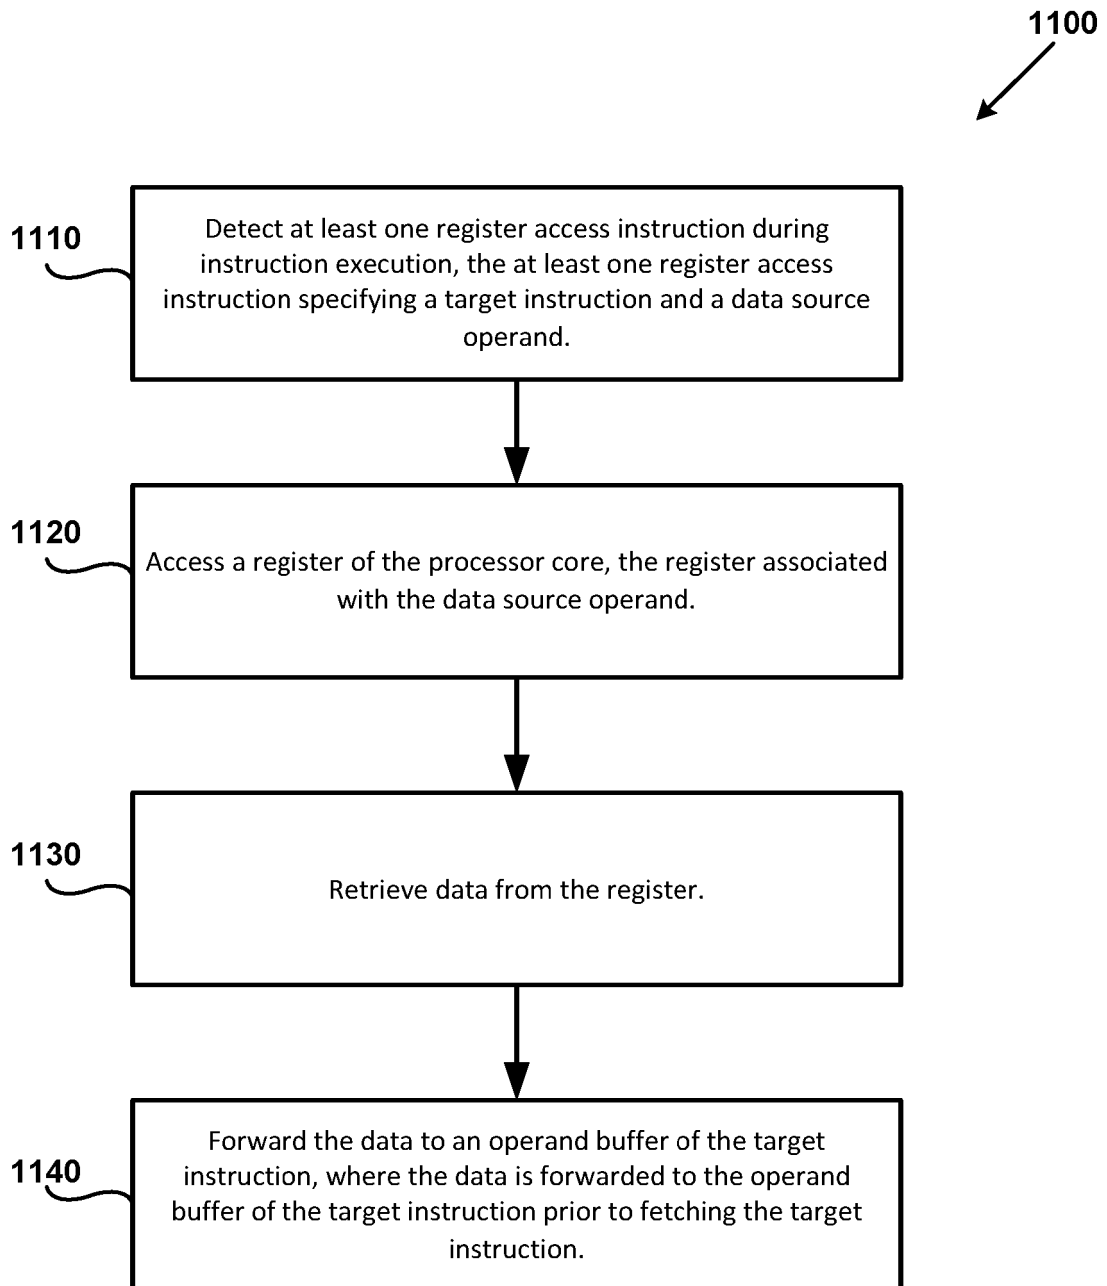 1100
1110
Detect at least one register access instruction during
instruction execution, the at least one register access
instruction specifying a target instruction and a data source
operand.
1120
Access a register of the processor core, the register associated
with the data source operand.
1130
Retrieve data from the register.
1140
Forward the data to an operand buffer of the target
instruction, where the data is forwarded to the operand
buffer of the target instruction prior to fetching the target
instruction.